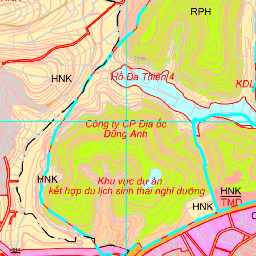 RPH
HNK
Hồ Đa Thiện 4
KDL
HNK
Công ty CP Địa ốc
Dũng Anh
HNK
Khu vực dự án
kết hợp du lịch sinh thái nghỉ dưỡng
HNK
TMD